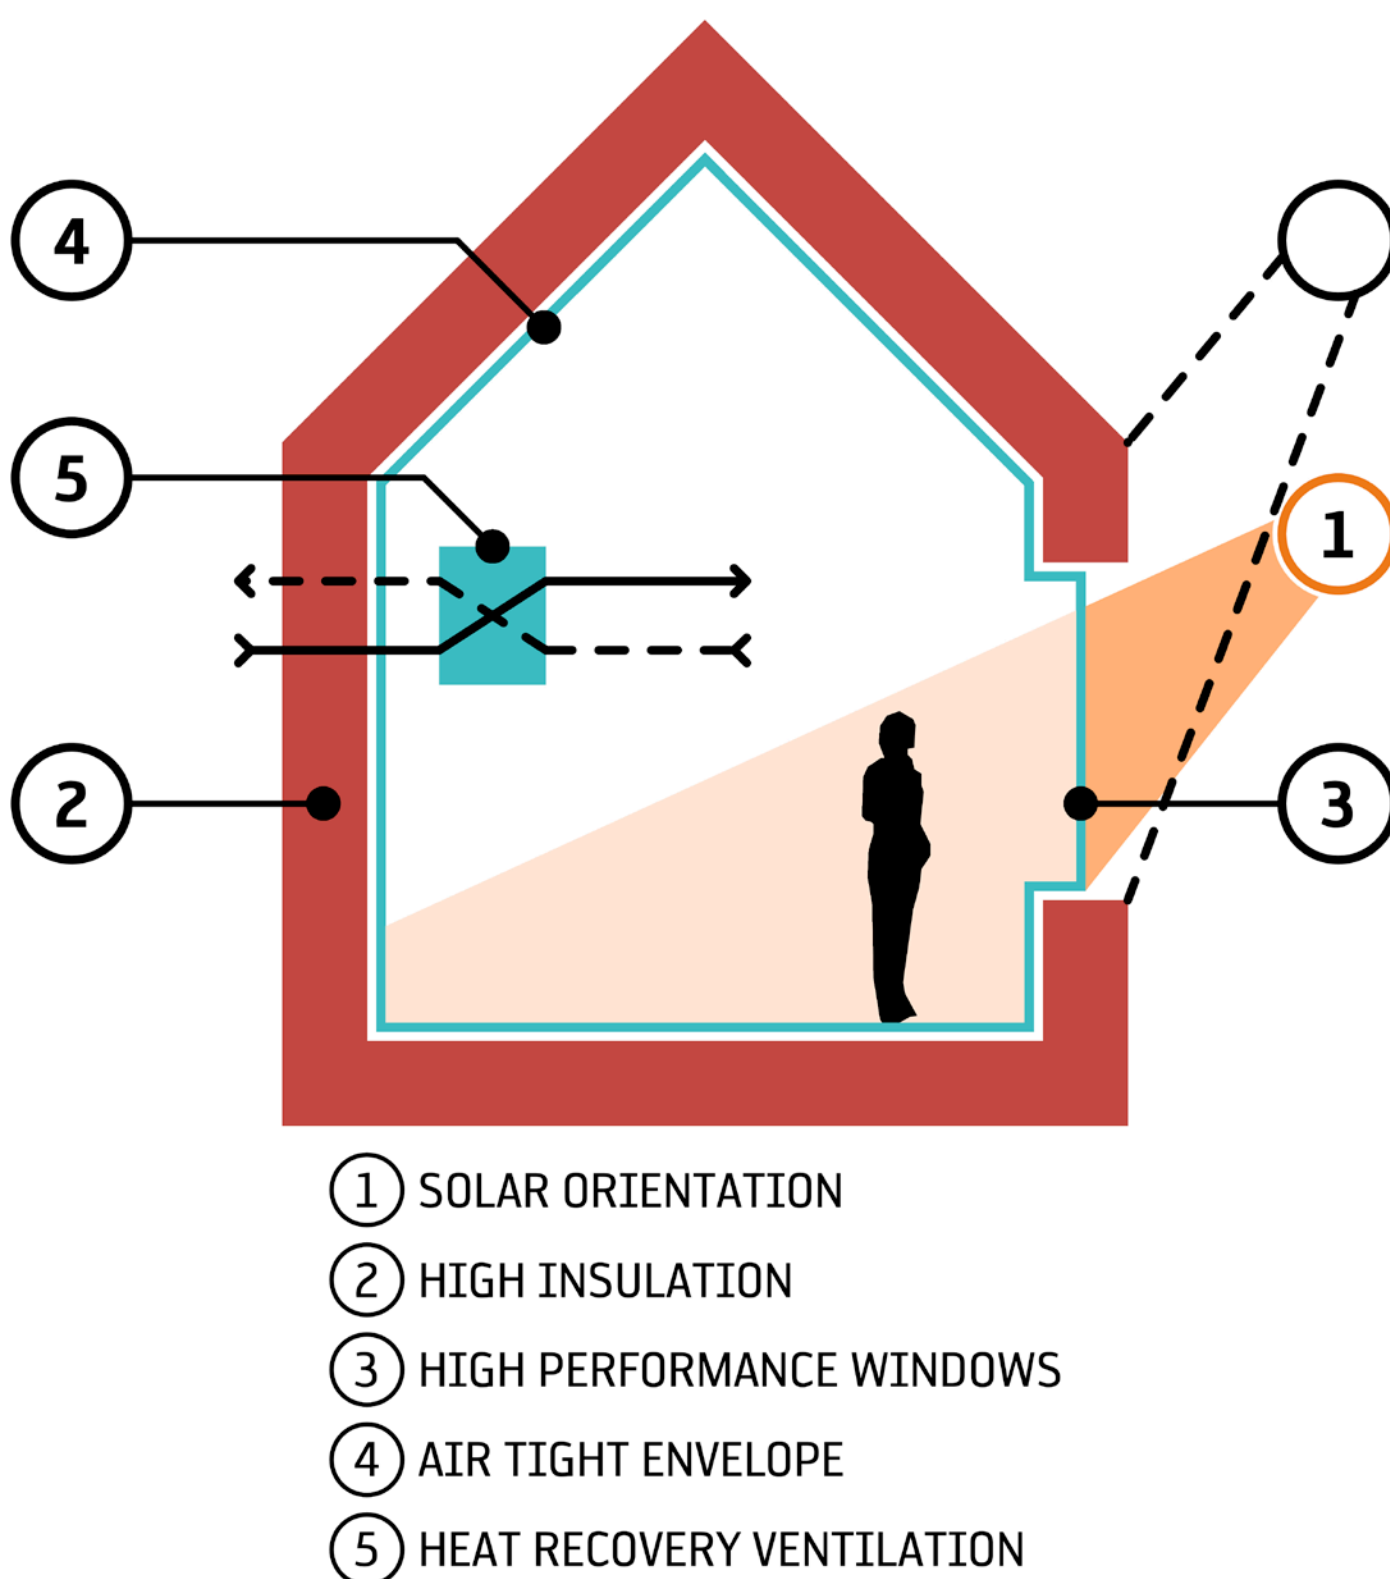 4
5
1
2
3
1 SOLAR ORIENTATION
2 HIGH INSULATION
3 HIGH PERFORMANCE WINDOWS
4 AIR TIGHT ENVELOPE
5 HEAT RECOVERY VENTILATION